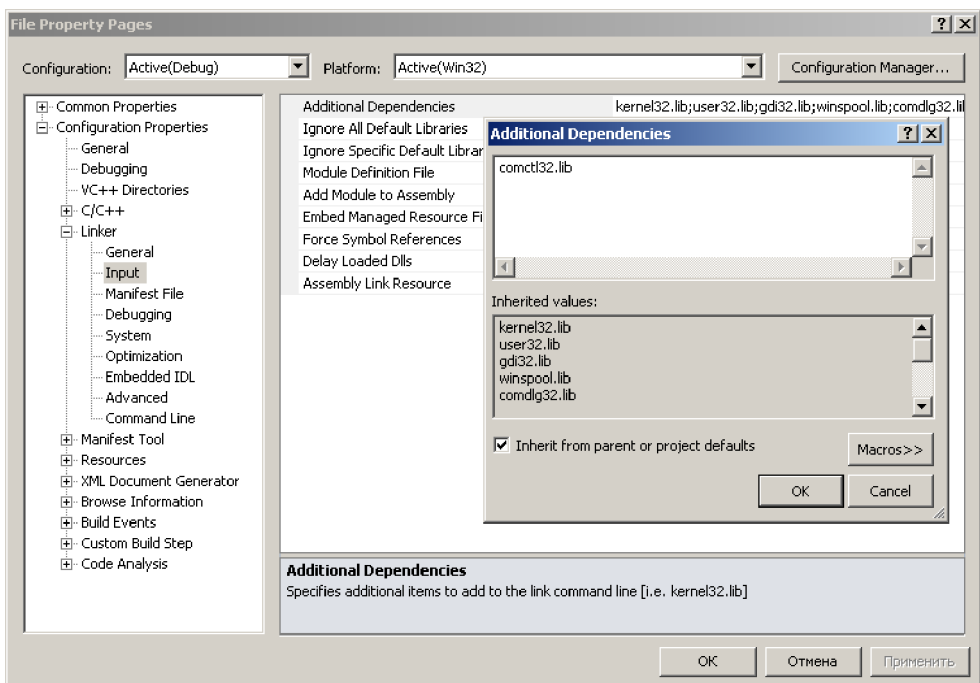 File Property Pages
Configuration: Active(Debug) Platform: Active(Win32) Configuration Manager...
Common Properties
Configuration Properties
General
Debugging
VC++ Directories
C/C++
Linker
General
Input
Manifest File
Debugging
System
Optimization
Embedded IDL
Advanced
Command Line
Manifest Tool
Resources
XML Document Generator
Browse Information
Build Events
Custom Build Step
Code Analysis
Additional Dependencies kernel32.lib;user32.lib;gdi32.lib;winspool.lib;comdlg32.lil
Ignore All Default Libraries
Ignore Specific Default Librar
Module Definition File
Add Module to Assembly
Embed Managed Resource Fi
Force Symbol References
Delay Loaded Dlls
Assembly Link Resource
Additional Dependencies
comctl32.lib
Inherited values:
kernel32.lib
user32.lib
gdi32.lib
winspool.lib
comdlg32.lib
Inherit from parent or project defaults
Macros>>
OK Cancel
Additional Dependencies
Specifies additional items to add to the link command line [i.e. kernel32.lib]
OK Отмена Применить